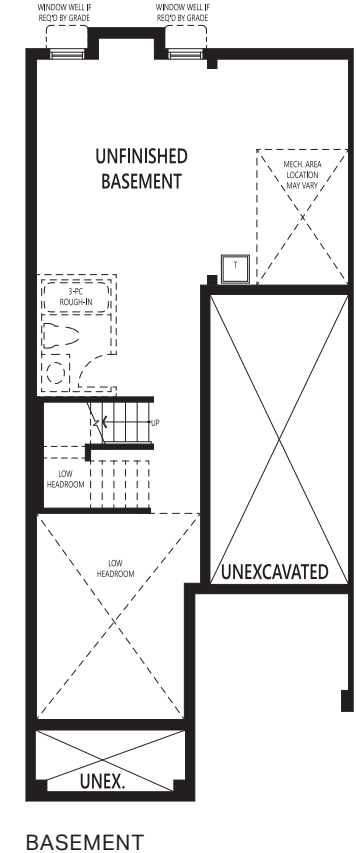 WINDOW WELL IF
REQ'D BY GRADE
WINDOW WELL IF
REQ'D BY GRADE
UNFINISHED
BASEMENT
MECH. AREA
LOCATION
MAY VARY
T
3-PC
ROUGH-IN
UP
LOW
HEADROOM
LOW
HEADROOM
UNEXCAVATED
UNEX.
BASEMENT